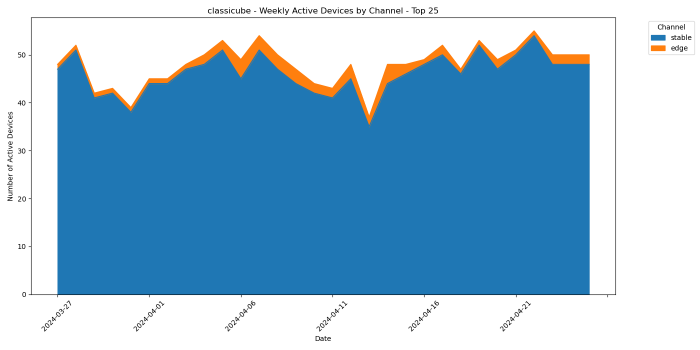 classicube - Weekly Active Devices by Channel - Top 25
Channel
stable
edge
Number of Active Devices
50
40
30
20
10
0
2024-03-27
2024-04-01
2024-04-06
2024-04-11
2024-04-16
2024-04-21
Date